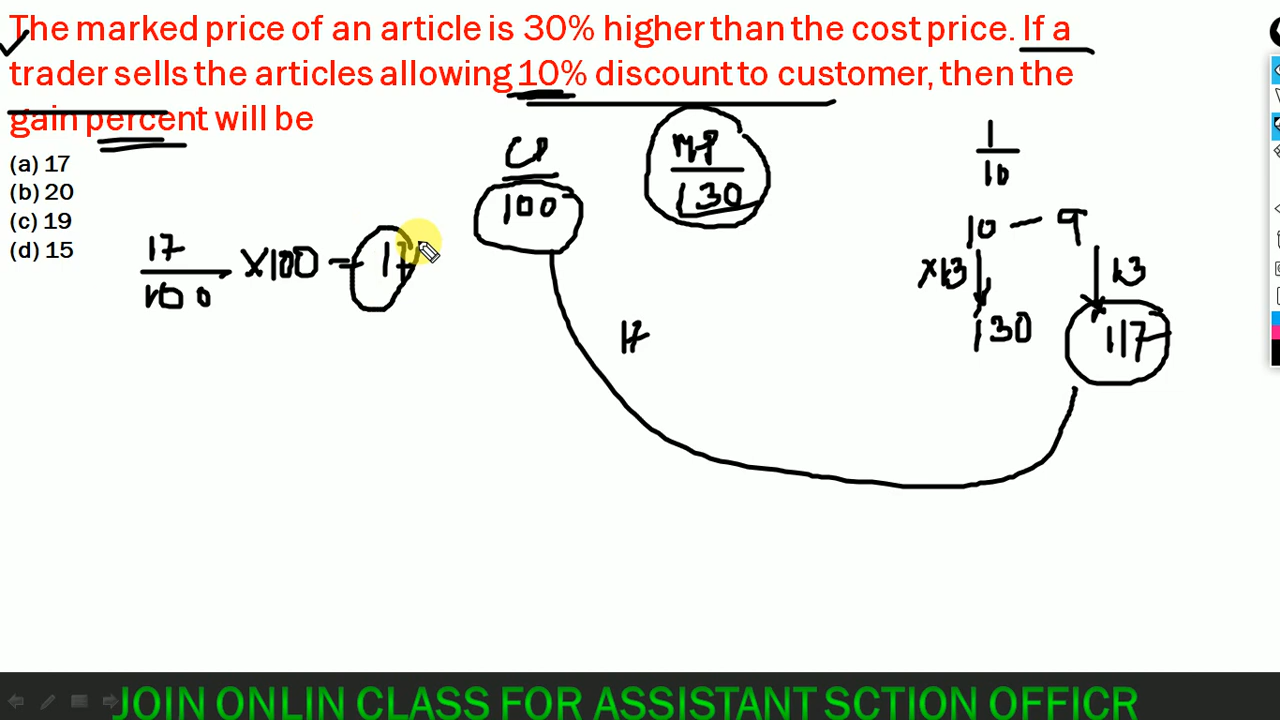 The marked price of an article is 30% higher than the cost price. If a
trader sells the articles allowing 10% discount to customer, then the
gain percent will be
(a) 17
(b) 20
(c) 19
(d) 15
CP
100
MP
130
1
10
10 — 9
×13 13
130 117
17
17
100 ×100 = 17
JOIN ONLIN CLASS FOR ASSISTANT SCTION OFFICR